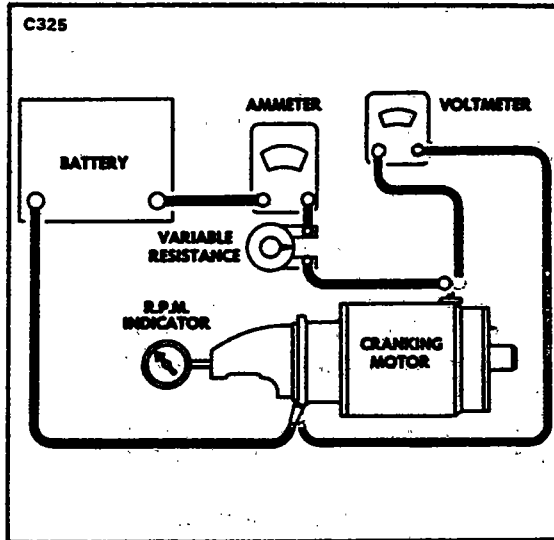 C325
AMMETER
VOLTMETER
BATTERY
VARIABLE
RESISTANCE
R.P.M.
INDICATOR
CRANKING
MOTOR